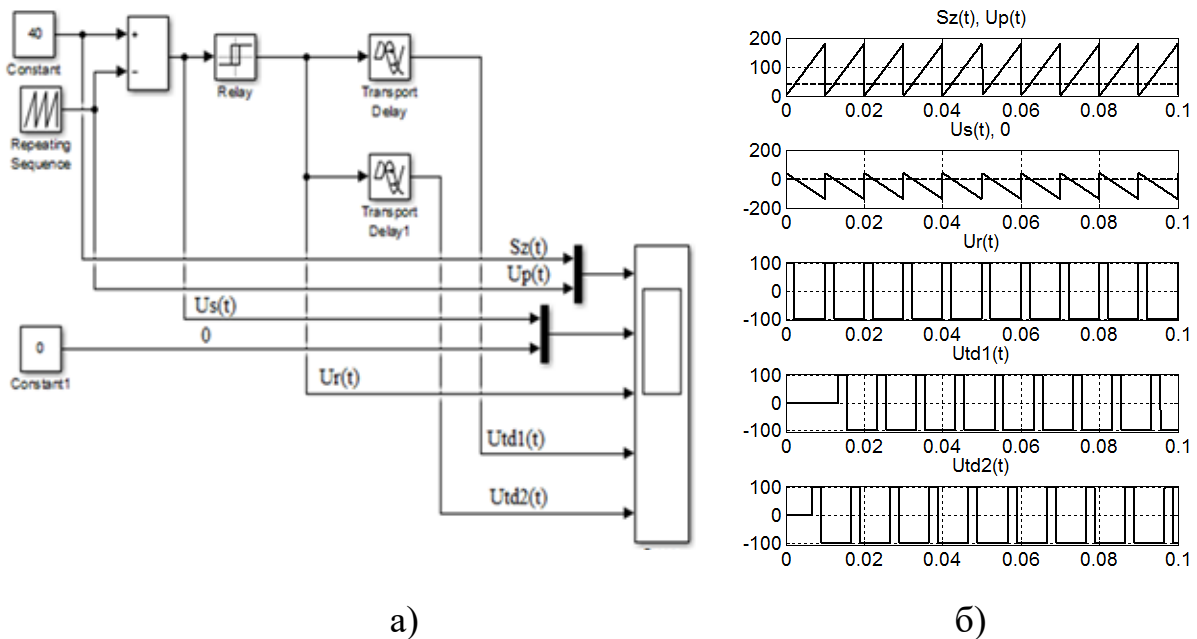 40
Constant
+
−
Relay
Repeating
Sequence
Transport
Delay
Transport
Delay1
Sz(t)
Up(t)
Us(t)
0
0
Constant1
Ur(t)
Utd1(t)
Utd2(t)
а)
Sz(t), Up(t)
200
100
0
0 0.02 0.04 0.06 0.08 0.1
Us(t), 0
200
0
-200
0 0.02 0.04 0.06 0.08 0.1
Ur(t)
100
0
-100
0 0.02 0.04 0.06 0.08 0.1
Utd1(t)
100
0
-100
0 0.02 0.04 0.06 0.08 0.1
Utd2(t)
100
0
-100
0 0.02 0.04 0.06 0.08 0.1
б)